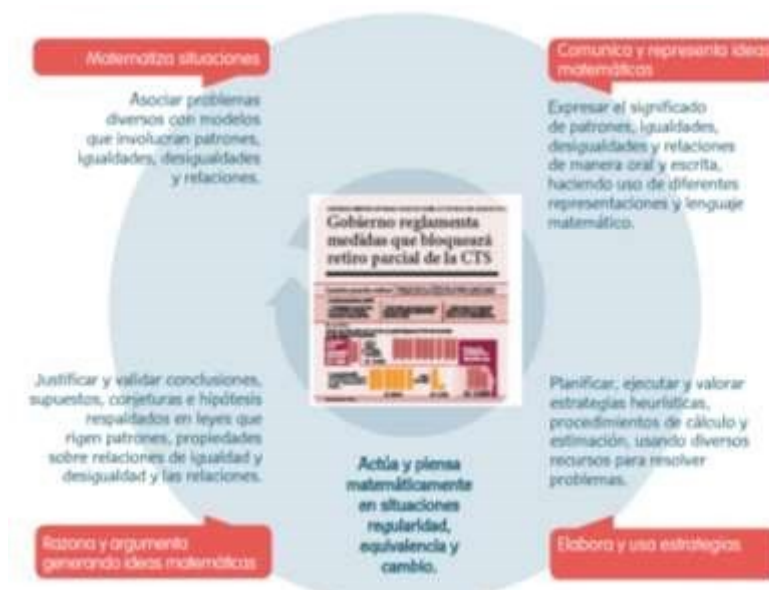 Matematiza situaciones
Asociar problemas
diversos con modelos
que involucran patrones,
igualdades, desigualdades
y relaciones.
Comunica y representa ideas
matemáticas
Expresar el significado
de patrones, igualdades,
desigualdades y relaciones
de manera oral y escrita,
haciendo uso de diferentes
representaciones y lenguaje
matemático.
Gobierno reglamenta
medidas que bloqueará
retiro parcial de la CTS
Justificar y validar conclusiones,
supuestos, conjeturas e hipótesis
respaldados en leyes que
rigen patrones, propiedades
sobre relaciones de igualdad y
desigualdad y las relaciones.
Razona y argumenta
generando ideas matemáticas
Actúa y piensa
matemáticamente
en situaciones
regularidad,
equivalencia y
cambio.
Planificar, ejecutar y valorar
estrategias heurísticas,
procedimientos de cálculo y
estimación, usando diversos
recursos para resolver
problemas.
Elabora y usa estrategias